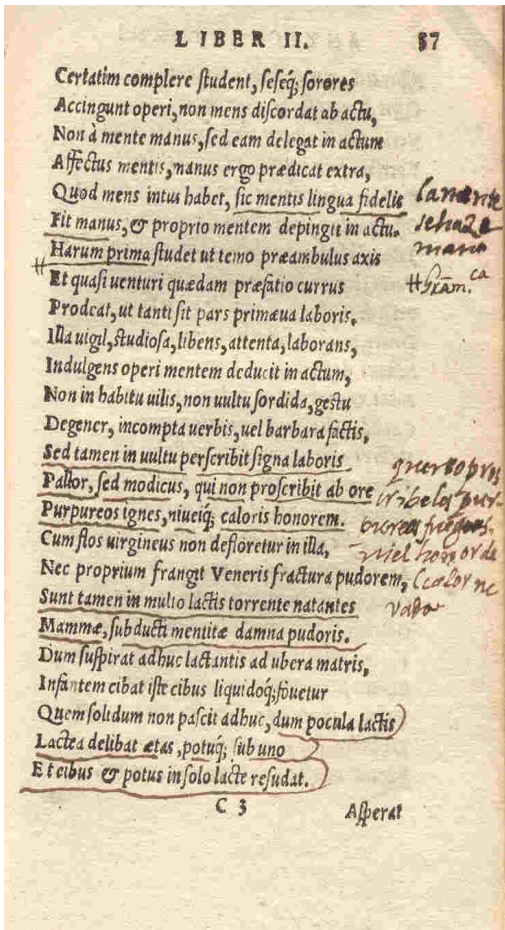 LIBER II. 37
Certatim complere student, seseq; sorores
Accingunt operi, non mens discordat ab actu,
Non à mente manus, sed eam delegat in actum
Affectus mentis, manus ergo prædicat extra,
Quod mens intus habet, sic mentis lingua fidelis
Fit manus, & proprio mentem depingit in actu.
Harum prima studet ut temo præambulus axis
Et quasi uenturi quædam præfatio currus
Prodeat, ut tanti sit pars primæua laboris,
Illa uigil, studiosa, libens, attenta, laborans,
Indulgens operi mentem deducit in actum,
Non in habitu uilis, non uultu sordida, gestu
Degener, incompta uerbis, uel barbara factis,
Sed tamen in uultu perscribit signa laboris
Pallor, sed modicus, qui non proscribit ab ore
Purpureos ignes, niueiq; caloris honorem.
Cum flos uirgineus non defloretur in illa,
Nec proprium frangit Veneris fractura pudorem,
Sunt tamen in multo lactis torrente natantes
Mammæ, subducti mentitæ damna pudoris.
Dum suspirat adhuc lactantis ad ubera matris,
Infantem cibat iste cibus liquidoq; fouetur
Quem solidum non pascit adhuc, dum pocula lactis
Lactea delibat ætas, potuq; sub uno
Et cibus & potus in solo lacte resudat.
C 3 Asperat
la mente
se haze
mano
Gram.ca
que no